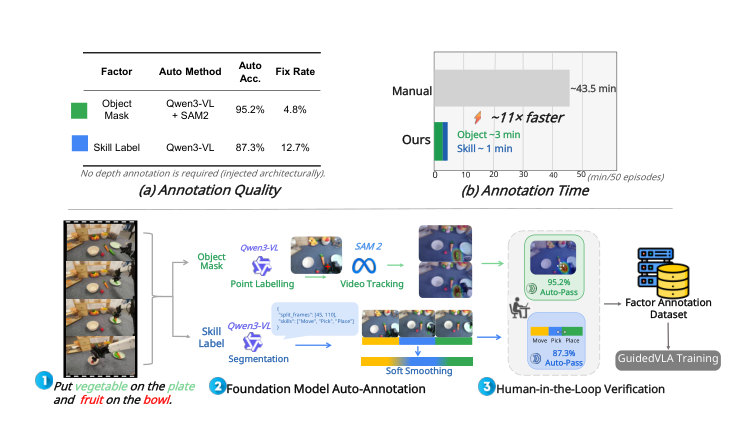 Factor Auto Method Auto Acc. Fix Rate
Object Mask Qwen3-VL + SAM2 95.2% 4.8%
Skill Label Qwen3-VL 87.3% 12.7%
No depth annotation is required (injected architecturally).
(a) Annotation Quality
Manual
~43.5 min
~11× faster
Ours
Object ~3 min
Skill ~ 1 min
0 10 20 30 40 50
(min/50 episodes)
(b) Annotation Time
Object Mask
Qwen3-VL
Point Labelling
SAM 2
Video Tracking
Skill Label
Qwen3-VL
Segmentation
{
"split_frames": [45, 110],
"skills": ["Move", "Pick", "Place"]
}
Soft Smoothing
95.2%
Auto-Pass
Move Pick Place
87.3%
Auto-Pass
Factor Annotation
Dataset
GuidedVLA Training
1
Put vegetable on the plate
and fruit on the bowl.
2 Foundation Model Auto-Annotation
3 Human-in-the-Loop Verification